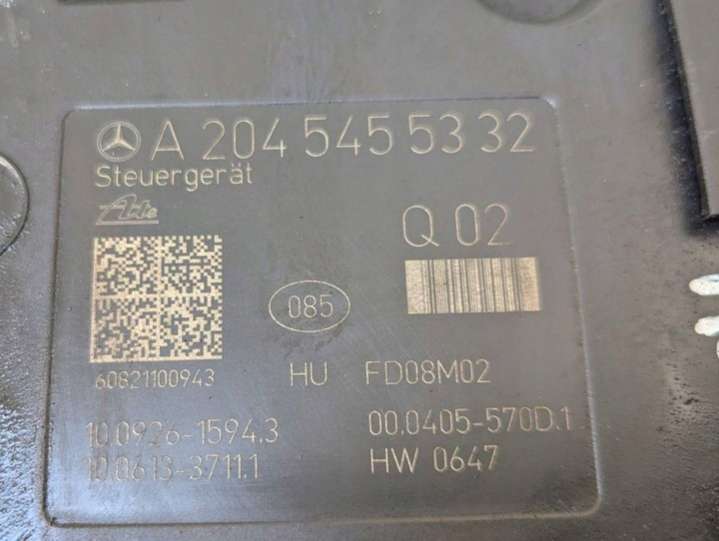 A 204 545 53 32
Steuergerät
Ate
Q 02
085
60821100943
HU FD08M02
10.0926-1594.3
00.0405-570D.1
10.0613-3711.1
HW 0647